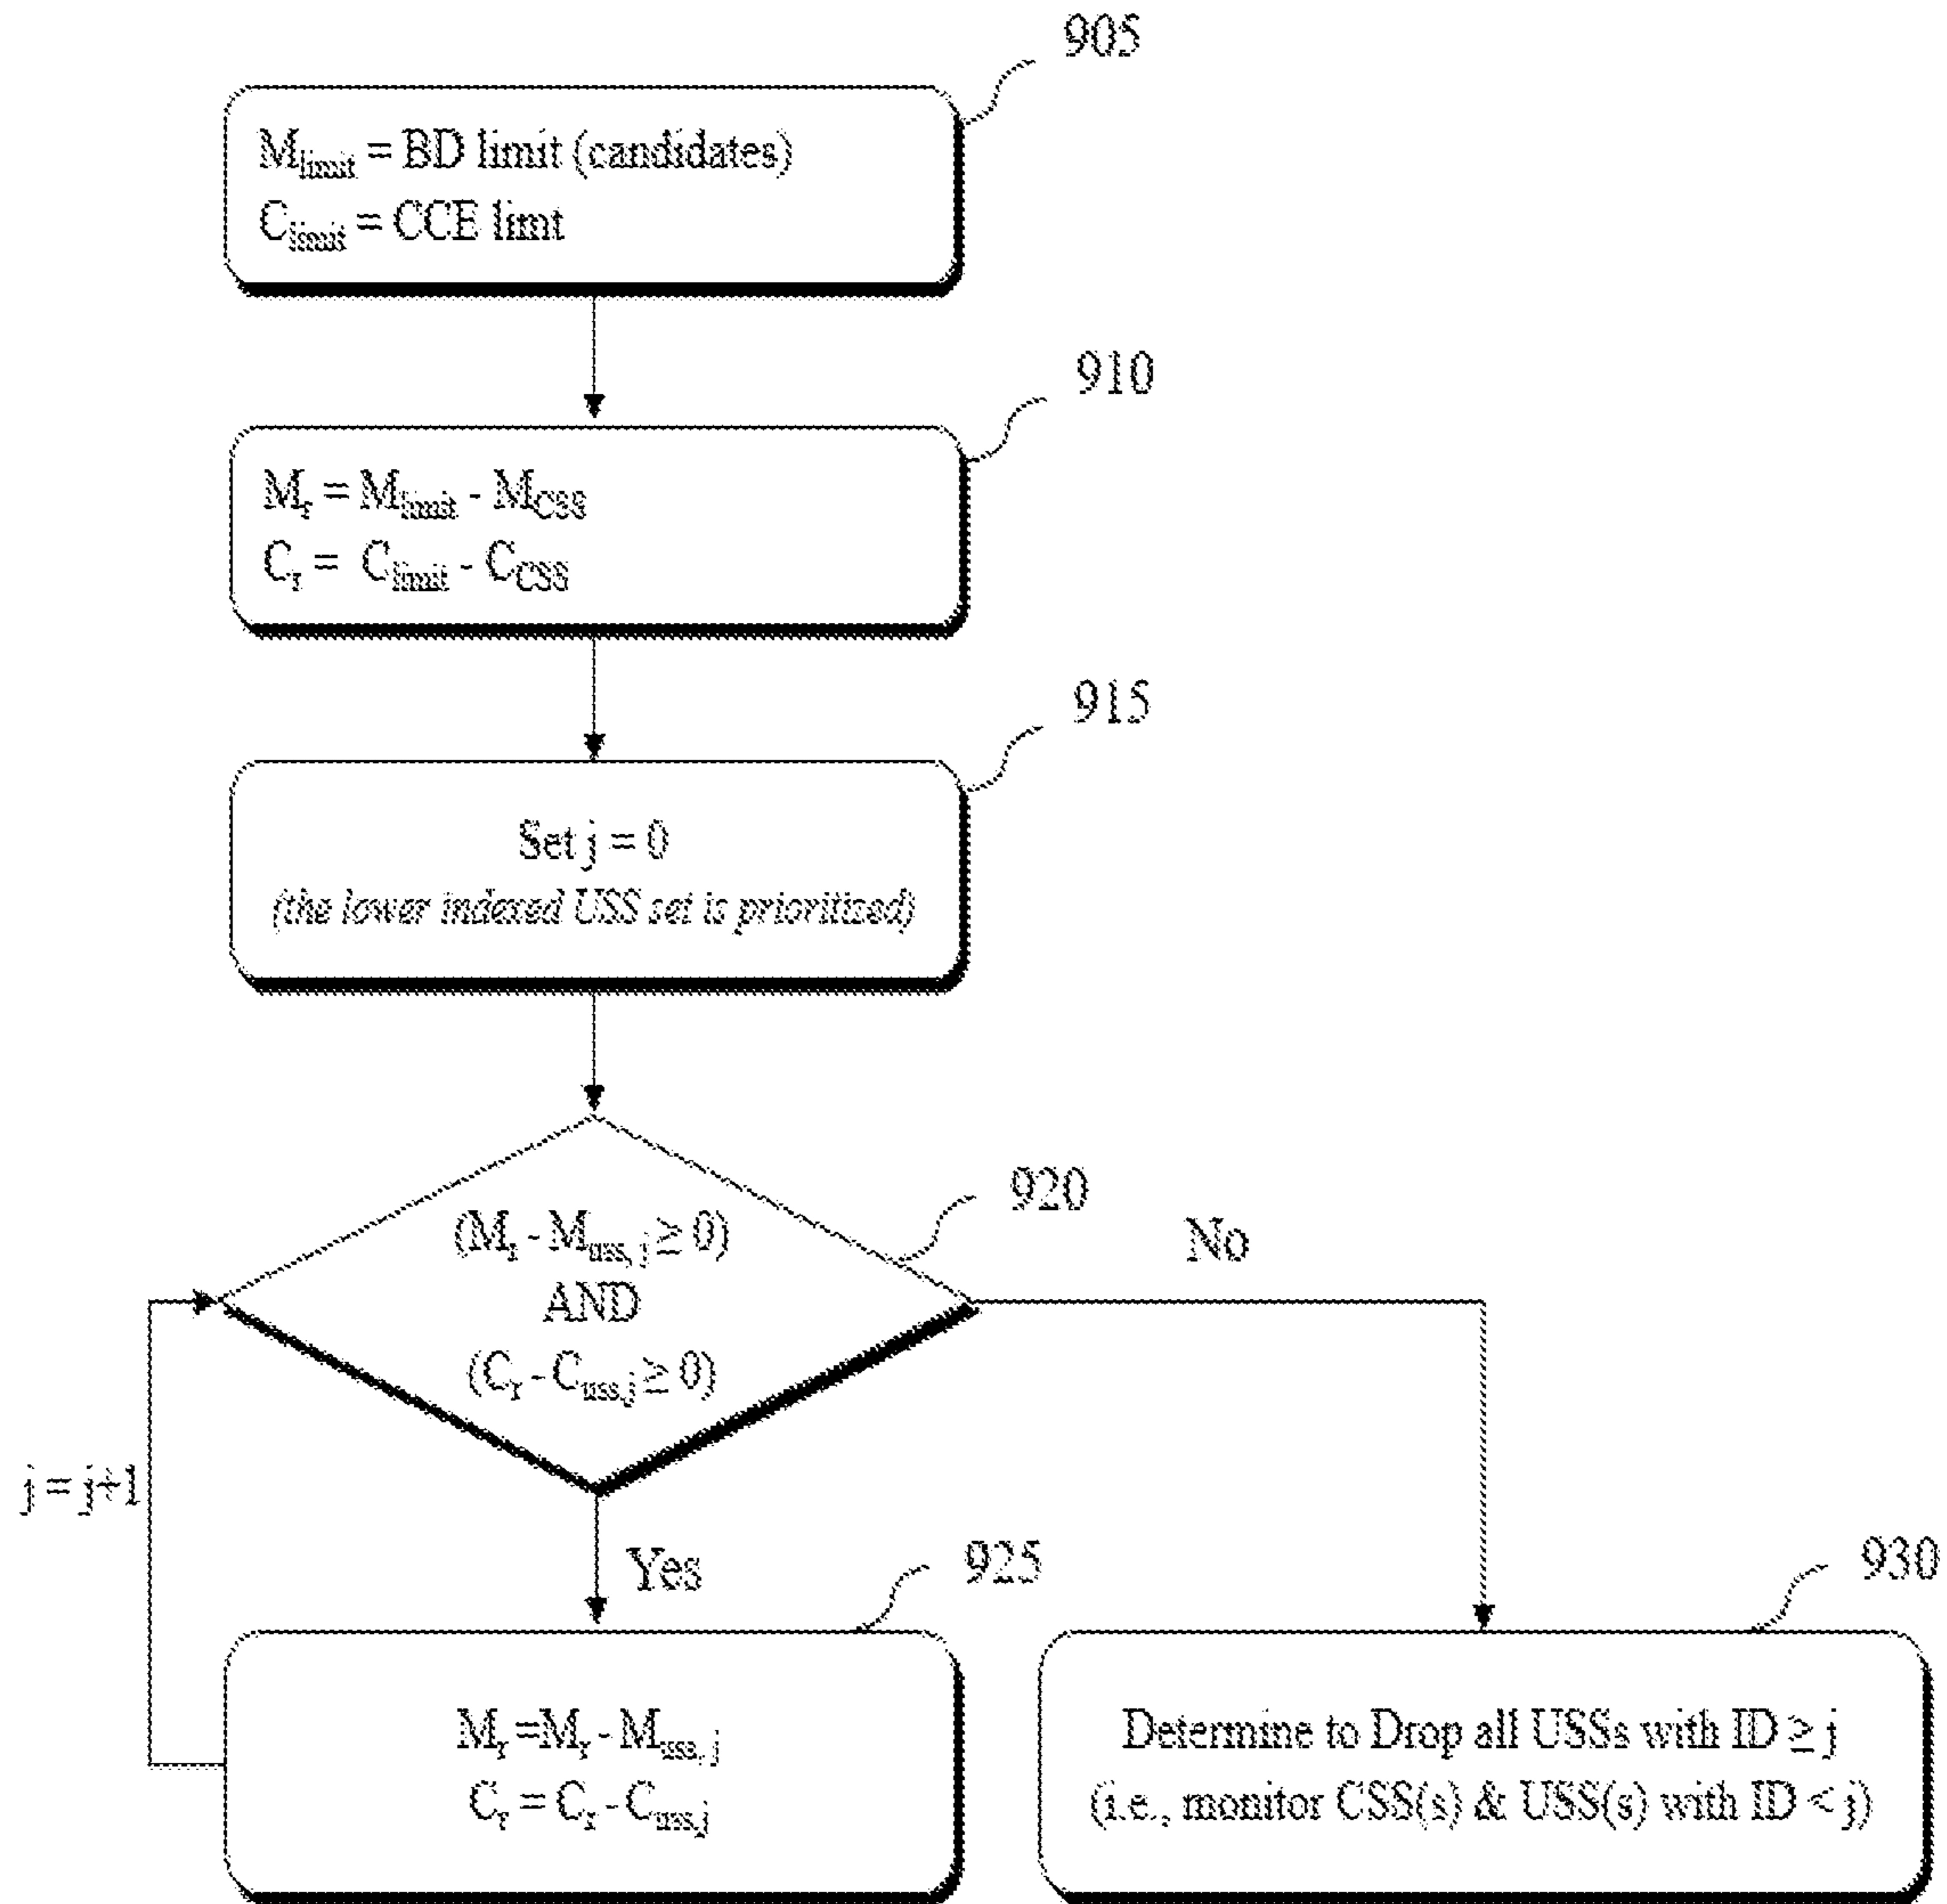 905
M_limit = BD limit (candidates)
C_limit = CCE limt
910
M_r = M_limit - M_CSS
C_r = C_limit - C_CSS
915
Set j = 0
(the lower indexed USS set is prioritised)
920
(M_r - M_uss, j ≥ 0)
AND
(C_r - C_uss,j ≥ 0)
No
j = j+1
Yes
925
M_r =M_r - M_uss, j
C_r = C_r - C_uss,j
930
Determine to Drop all USSs with ID ≥ j
(i.e., monitor CSS(s) & USS(s) with ID < j)